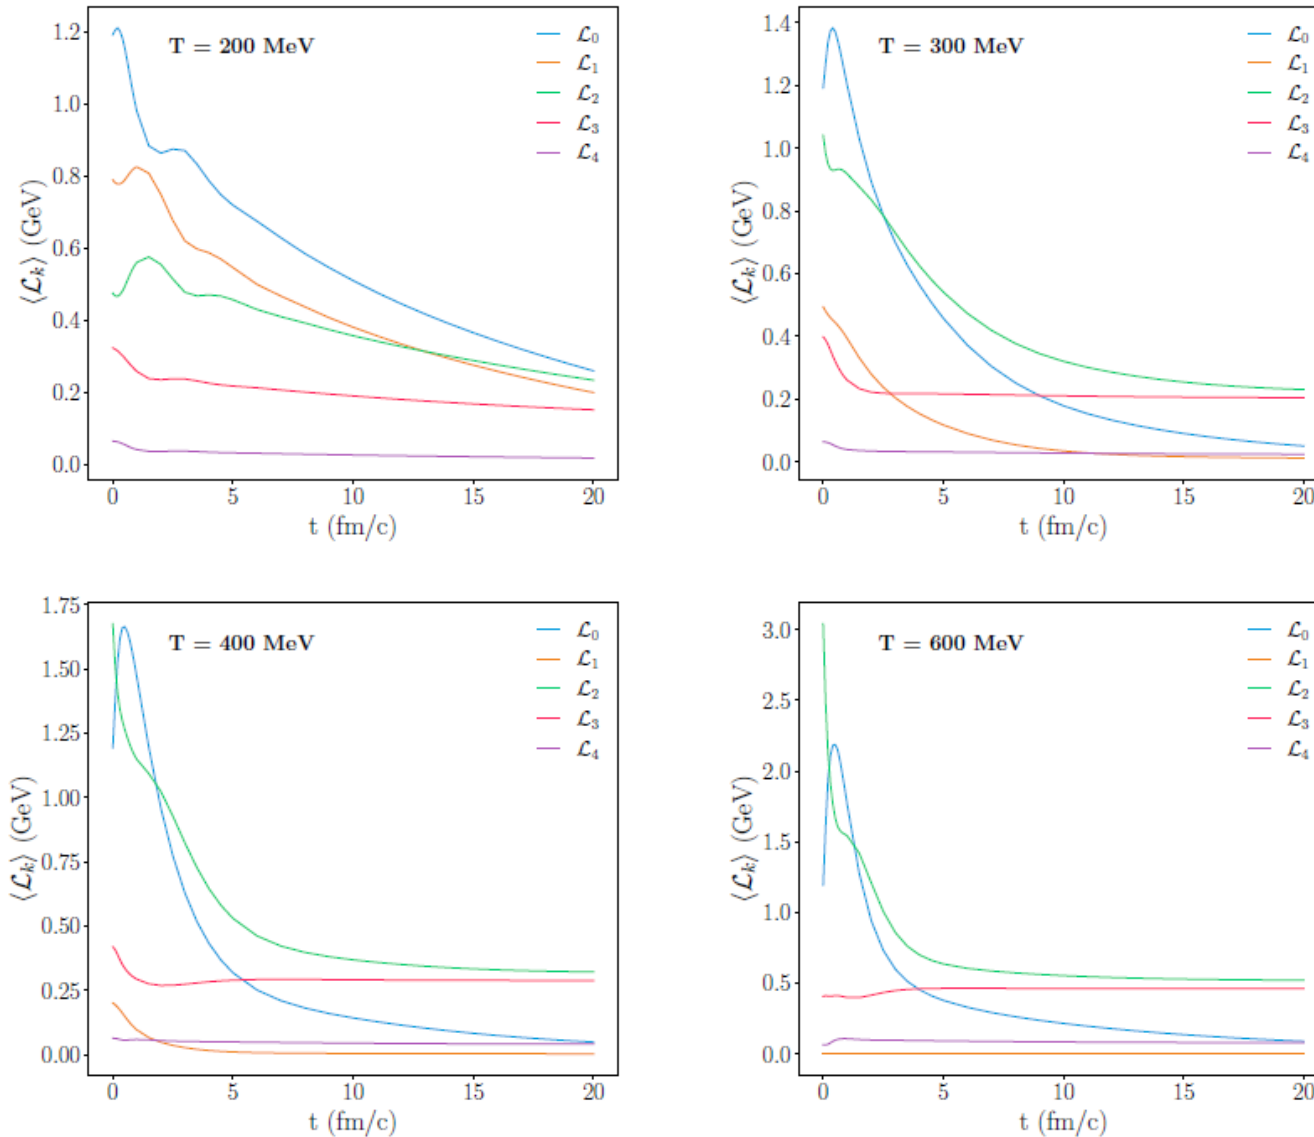 T = 200 MeV
ℒ₀
ℒ₁
ℒ₂
ℒ₃
ℒ₄
1.2
1.0
0.8
0.6
0.4
0.2
0.0
⟨ℒₖ⟩ (GeV)
0 5 10 15 20
t (fm/c)
T = 300 MeV
ℒ₀
ℒ₁
ℒ₂
ℒ₃
ℒ₄
1.4
1.2
1.0
0.8
0.6
0.4
0.2
0.0
⟨ℒₖ⟩ (GeV)
0 5 10 15 20
t (fm/c)
T = 400 MeV
ℒ₀
ℒ₁
ℒ₂
ℒ₃
ℒ₄
1.75
1.50
1.25
1.00
0.75
0.50
0.25
0.00
⟨ℒₖ⟩ (GeV)
0 5 10 15 20
t (fm/c)
T = 600 MeV
ℒ₀
ℒ₁
ℒ₂
ℒ₃
ℒ₄
3.0
2.5
2.0
1.5
1.0
0.5
0.0
⟨ℒₖ⟩ (GeV)
0 5 10 15 20
t (fm/c)